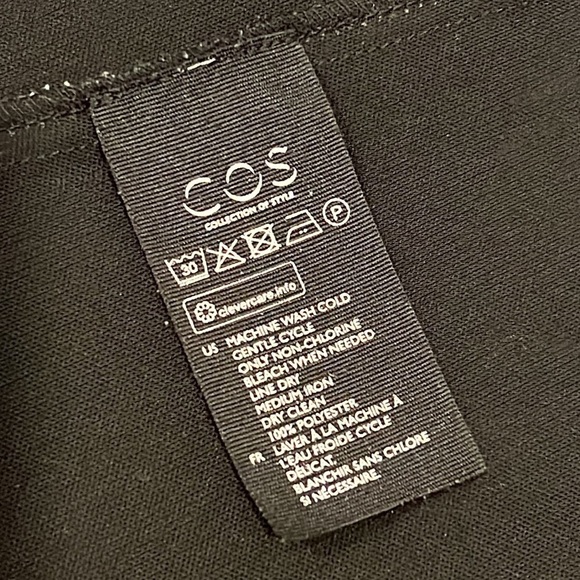 COS
COLLECTION OF STYLE
30 P
clevercare.info
US MACHINE WASH COLD
GENTLE CYCLE
ONLY NON-CHLORINE
BLEACH WHEN NEEDED
LINE DRY
MEDIUM IRON
DRY CLEAN
100% POLYESTER
FR LAVER À LA MACHINE À
L'EAU FROIDE CYCLE
DÉLICAT,
BLANCHIR SANS CHLORE
SI NÉCESSAIRE.